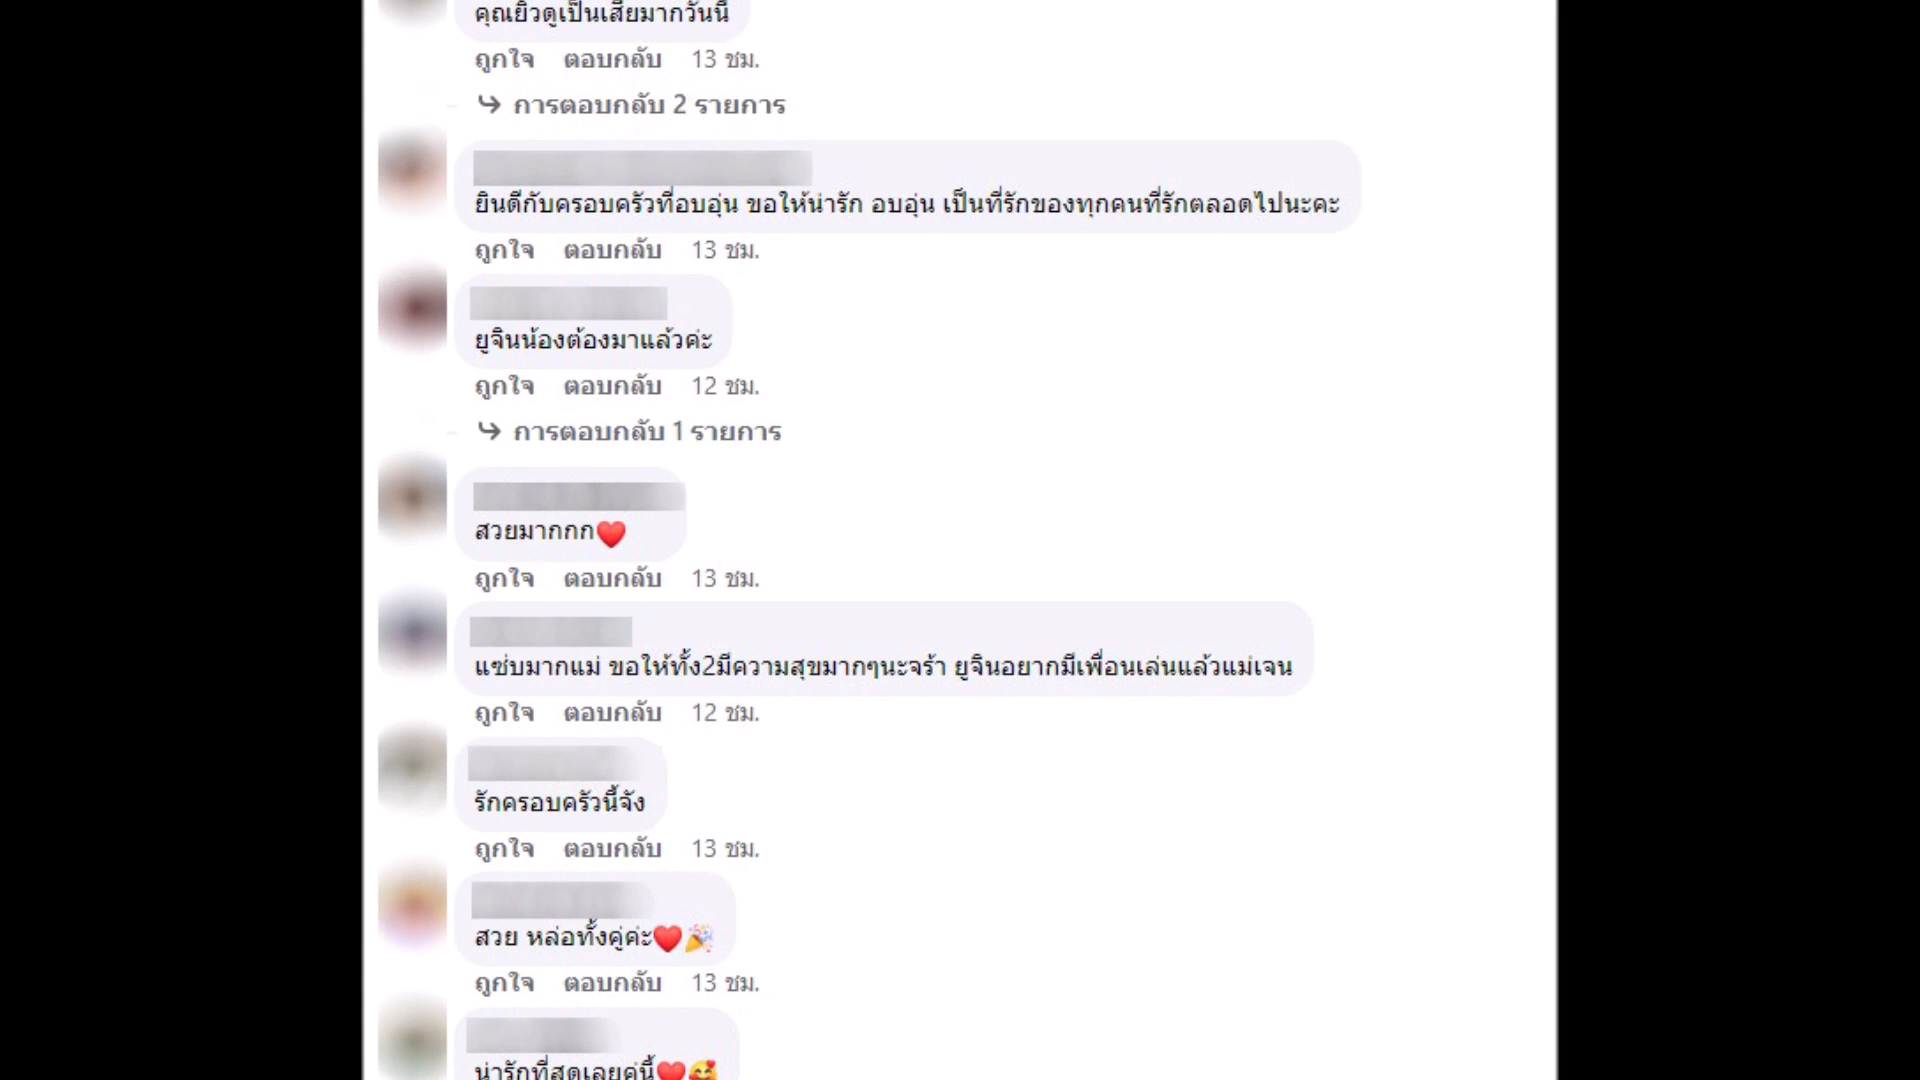 คุณยิวดูเป็นเสี่ยมากวันนี้
ถูกใจ ตอบกลับ 13 ชม.
การตอบกลับ 2 รายการ
ยินดีกับครอบครัวที่อบอุ่น ขอให้น่ารัก อบอุ่น เป็นที่รักของทุกคนที่รักตลอดไปนะคะ
ถูกใจ ตอบกลับ 13 ชม.
ยูจินน้องต้องมาแล้วค่ะ
ถูกใจ ตอบกลับ 12 ชม.
การตอบกลับ 1 รายการ
สวยมากกก❤️
ถูกใจ ตอบกลับ 13 ชม.
แซ่บมากแม่ ขอให้ทั้ง2มีความสุขมากๆนะจร้า ยูจินอยากมีเพื่อนเล่นแล้วแม่เจน
ถูกใจ ตอบกลับ 12 ชม.
รักครอบครัวนี้จัง
ถูกใจ ตอบกลับ 13 ชม.
สวย หล่อทั้งคู่ค่ะ❤️🎉
ถูกใจ ตอบกลับ 13 ชม.
น่ารักที่สุดเลยคู่นี้❤️🥰